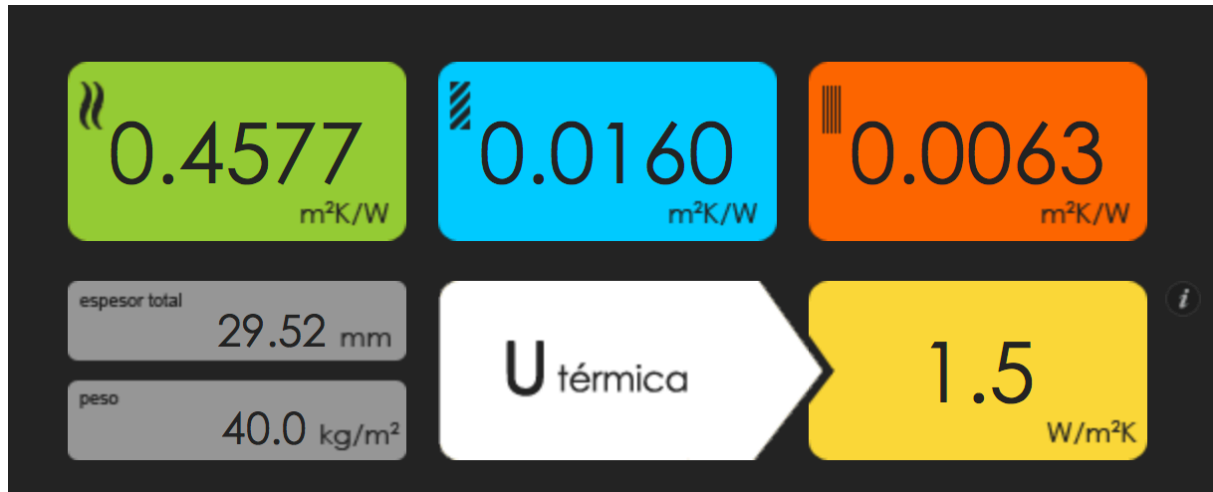 0.4577
m²K/W
0.0160
m²K/W
0.0063
m²K/W
espesor total
29.52 mm
peso
40.0 kg/m²
U térmica
1.5
W/m²K
i